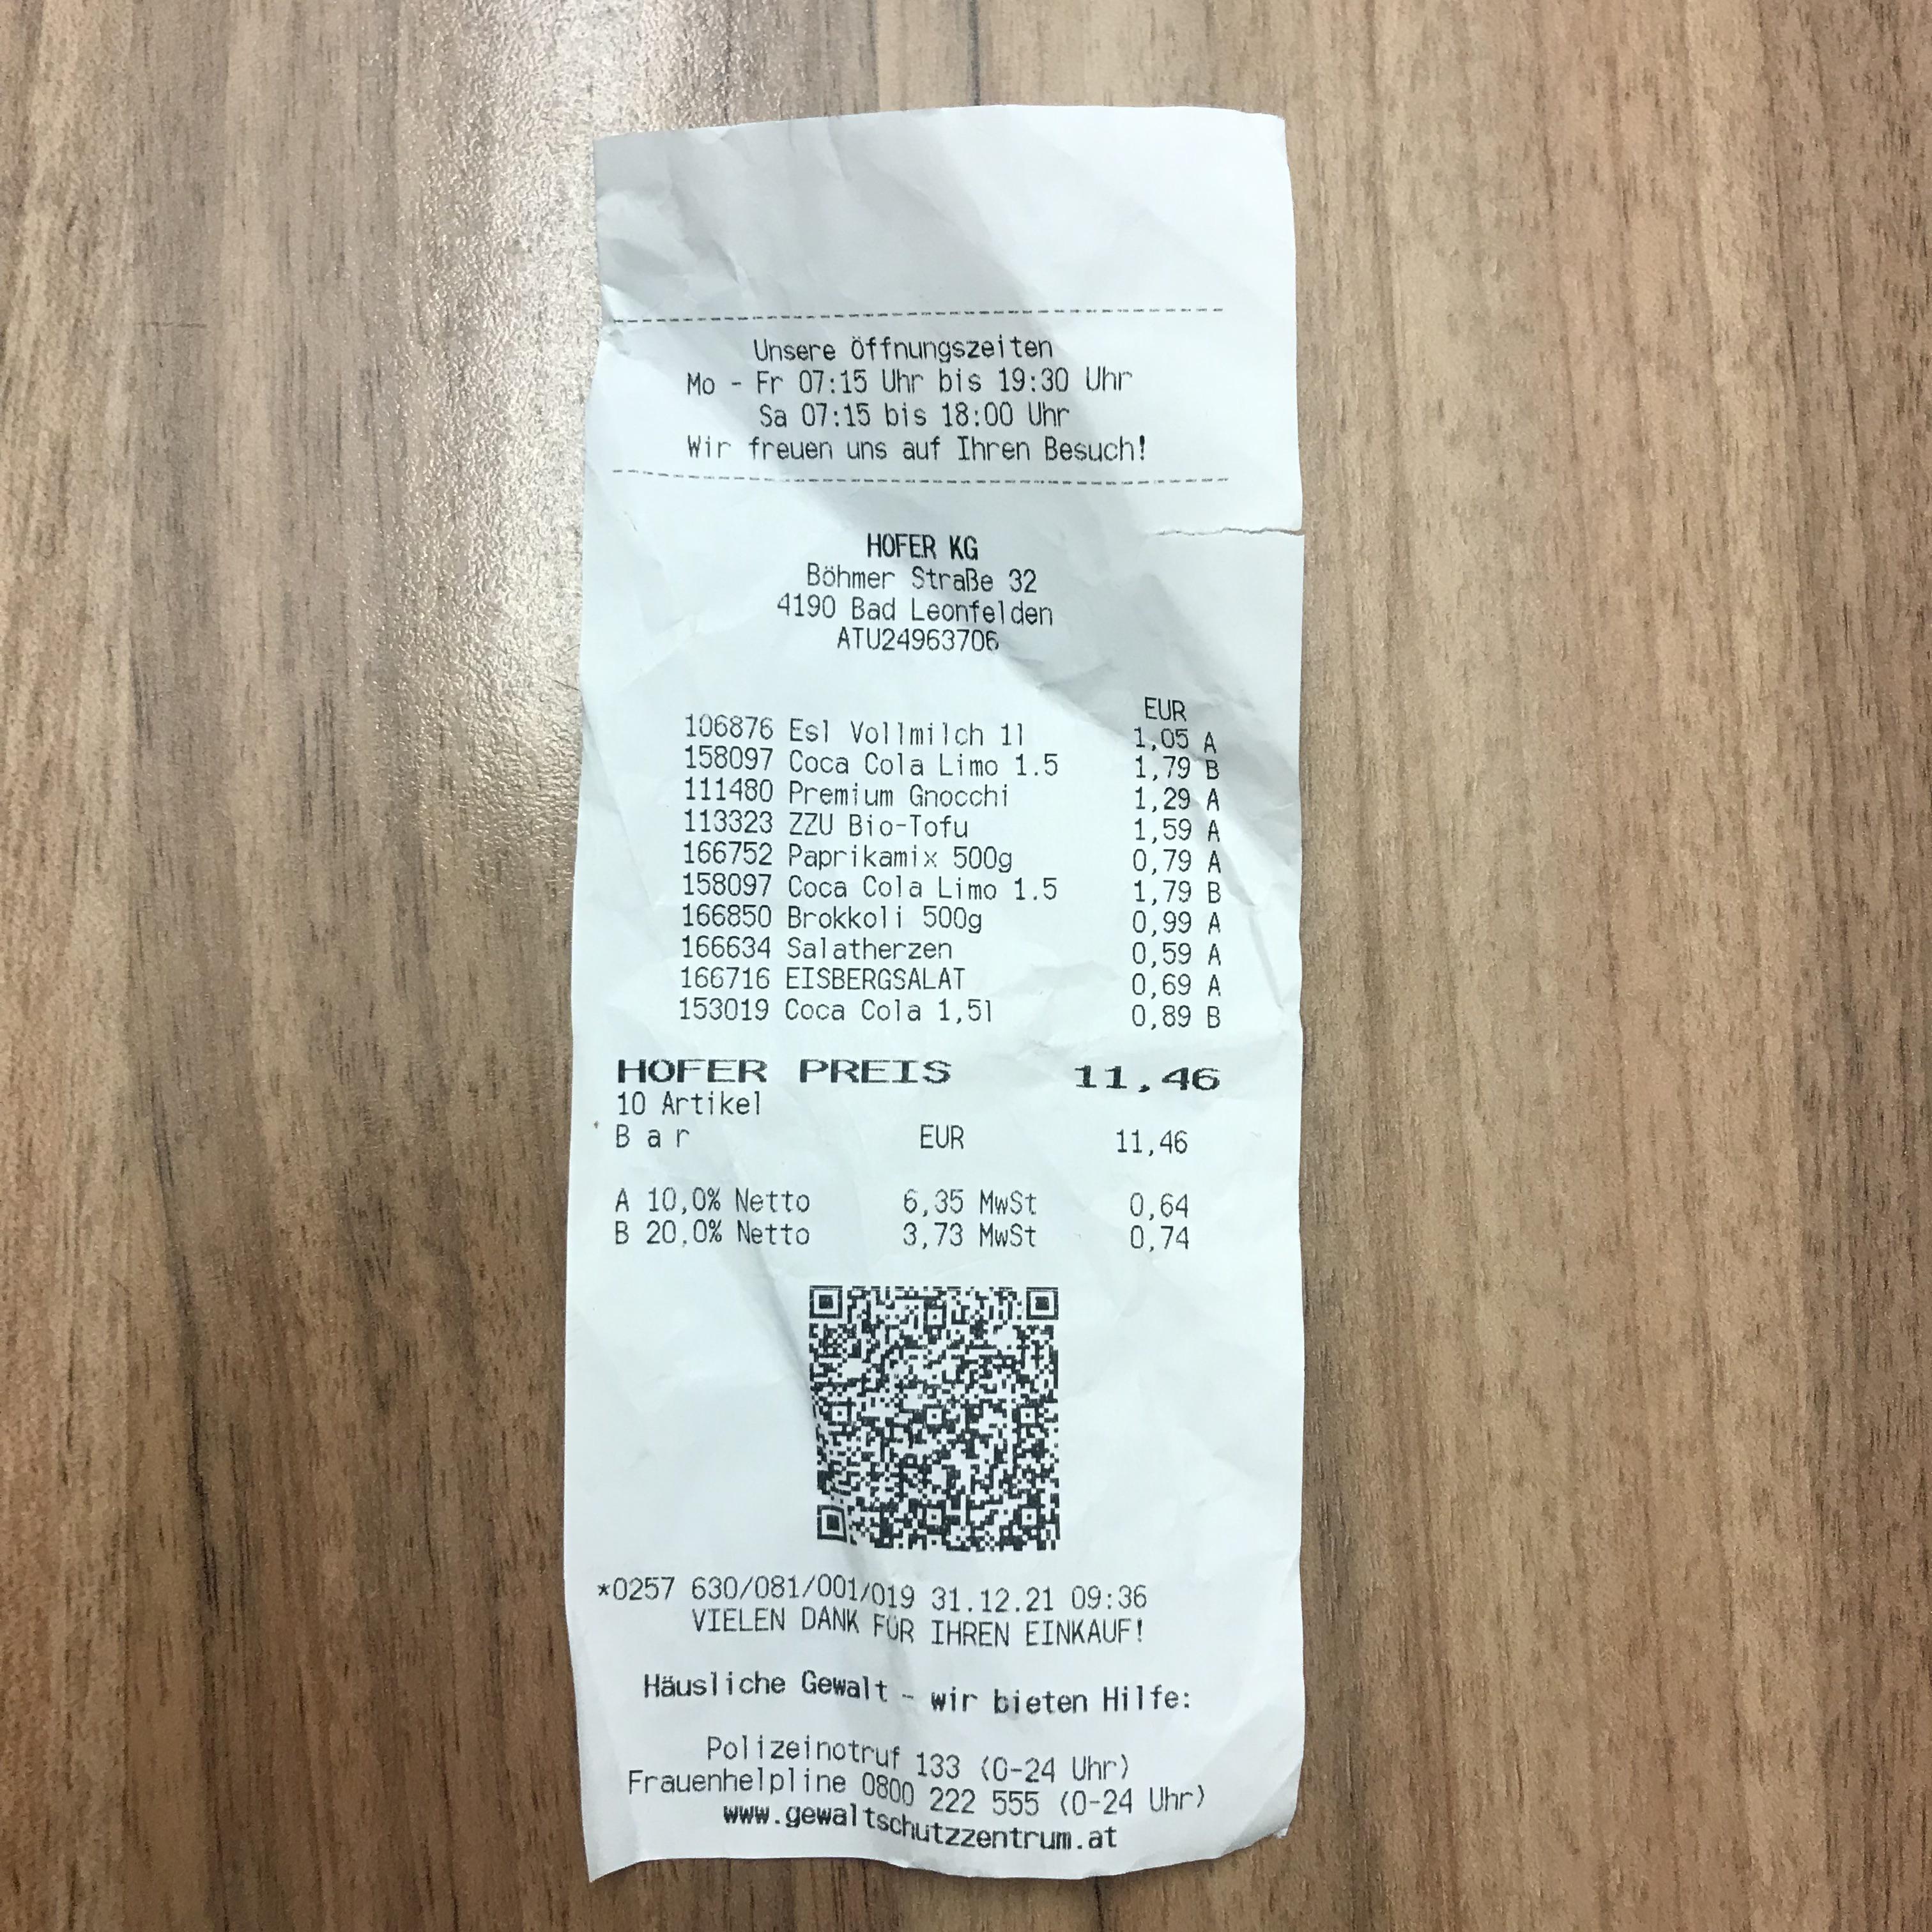 Unsere Öffnungszeiten
Mo - Fr 07:15 Uhr bis 19:30 Uhr
Sa 07:15 bis 18:00 Uhr
Wir freuen uns auf Ihren Besuch!
HOFER KG
Böhmer Straße 32
4190 Bad Leonfelden
ATU24963706
EUR
106876 Esl Vollmilch 1l 1,05 A
158097 Coca Cola Limo 1.5 1,79 B
111480 Premium Gnocchi 1,29 A
113323 ZZU Bio-Tofu 1,59 A
166752 Paprikamix 500g 0,79 A
158097 Coca Cola Limo 1.5 1,79 B
166850 Brokkoli 500g 0,99 A
166634 Salatherzen 0,59 A
166716 EISBERGSALAT 0,69 A
153019 Coca Cola 1,5l 0,89 B
HOFER PREIS 11,46
10 Artikel
Bar EUR 11,46
A 10,0% Netto 6,35 MwSt 0,64
B 20,0% Netto 3,73 MwSt 0,74
*0257 630/081/001/019 31.12.21 09:36
VIELEN DANK FÜR IHREN EINKAUF!
Häusliche Gewalt - wir bieten Hilfe:
Polizeinotruf 133 (0-24 Uhr)
Frauenhelpline 0800 222 555 (0-24 Uhr)
www.gewaltschutzzentrum.at